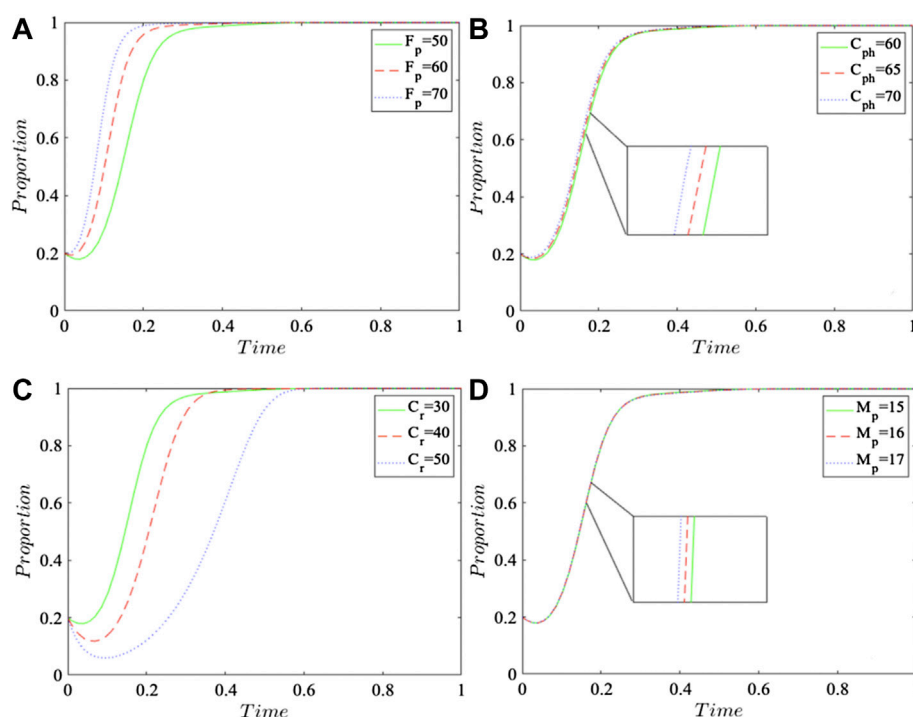 A
1
0.8
0.6
0.4
0.2
0
Proportion
F_p=50
F_p=60
F_p=70
0 0.2 0.4 0.6 0.8 1
Time
B
1
0.8
0.6
0.4
0.2
0
Proportion
C_ph=60
C_ph=65
C_ph=70
0 0.2 0.4 0.6 0.8 1
Time
C
1
0.8
0.6
0.4
0.2
0
Proportion
C_r=30
C_r=40
C_r=50
0 0.2 0.4 0.6 0.8 1
Time
D
1
0.8
0.6
0.4
0.2
0
Proportion
M_p=15
M_p=16
M_p=17
0 0.2 0.4 0.6 0.8 1
Time